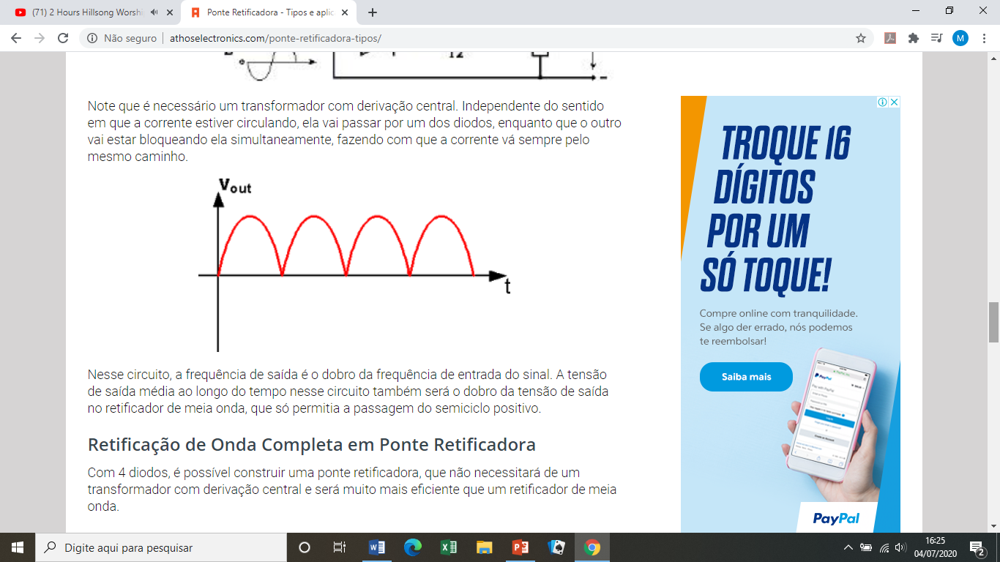 (71) 2 Hours Hillsong Worshi
Ponte Retificadora - Tipos e aplic
Não seguro
athoselectronics.com/ponte-retificadora-tipos/
M
12
Note que é necessário um transformador com derivação central. Independente do sentido
em que a corrente estiver circulando, ela vai passar por um dos diodos, enquanto que o outro
vai estar bloqueando ela simultaneamente, fazendo com que a corrente vá sempre pelo
mesmo caminho.
Vout
t
Nesse circuito, a frequência de saída é o dobro da frequência de entrada do sinal. A tensão
de saída média ao longo do tempo nesse circuito também será o dobro da tensão de saída
no retificador de meia onda, que só permitia a passagem do semiciclo positivo.
Retificação de Onda Completa em Ponte Retificadora
Com 4 diodos, é possível construir uma ponte retificadora, que não necessitará de um
transformador com derivação central e será muito mais eficiente que um retificador de meia
onda.
TROQUE 16
DÍGITOS
POR UM
SÓ TOQUE!
Compre online com tranquilidade.
Se algo der errado, nós podemos
te reembolsar!
Saiba mais
PayPal
PayPal
Digite aqui para pesquisar
16:25
04/07/2020
2